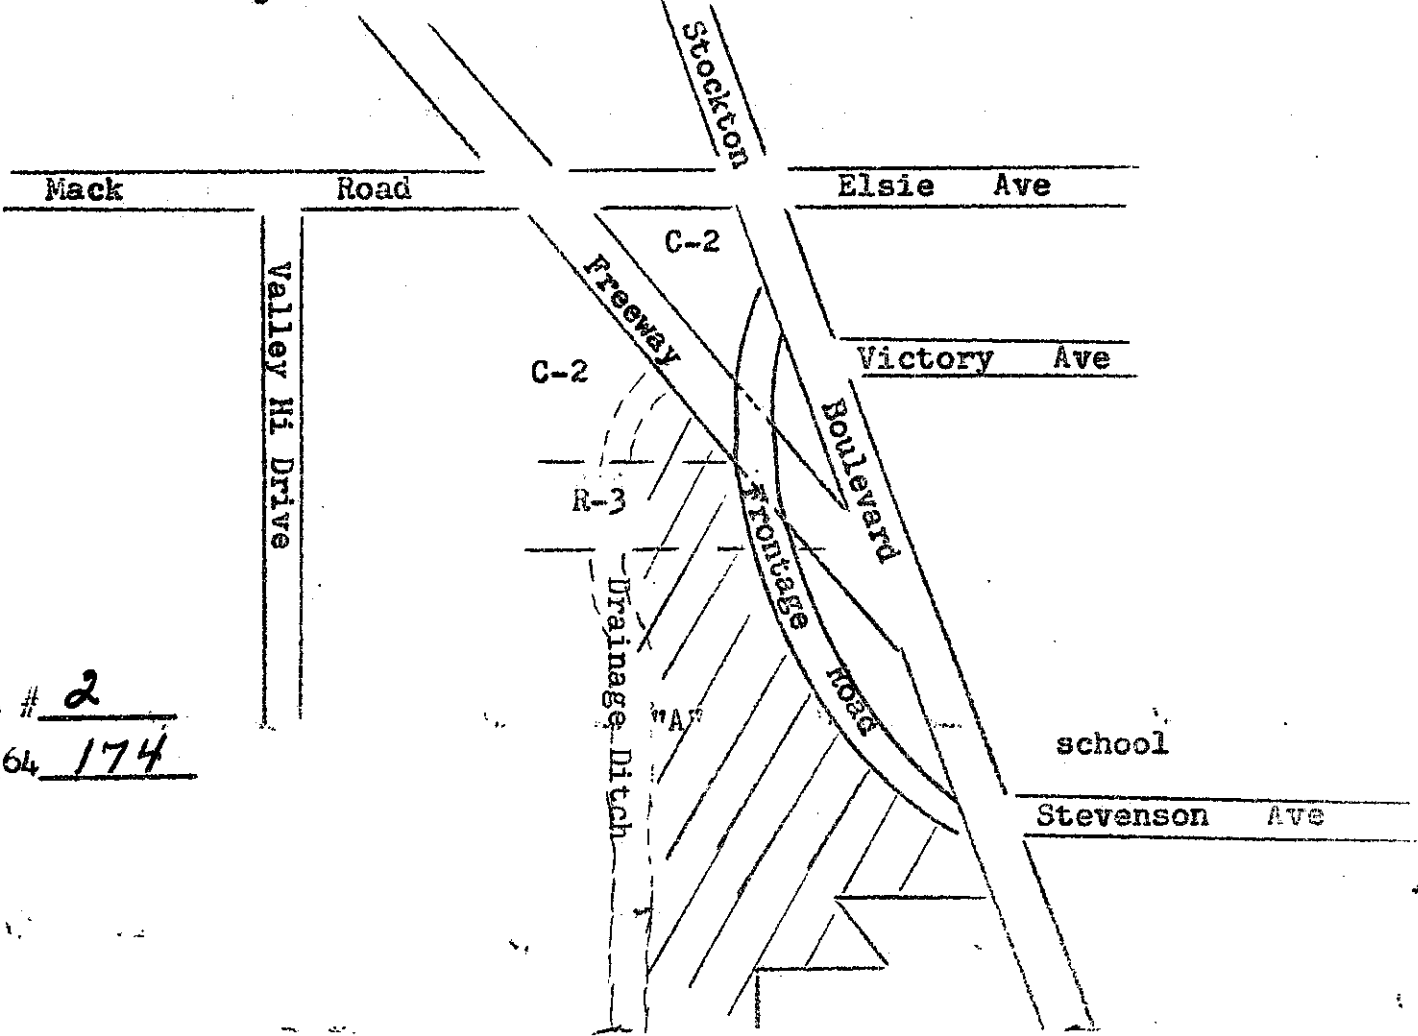 Stockton
Mack Road
Elsie Ave
C-2
Freeway
Valley Hi Drive
Victory Ave
C-2
Boulevard
R-3
Frontage Road
Drainage Ditch
# 2
"A"
school
64 174
Stevenson Ave